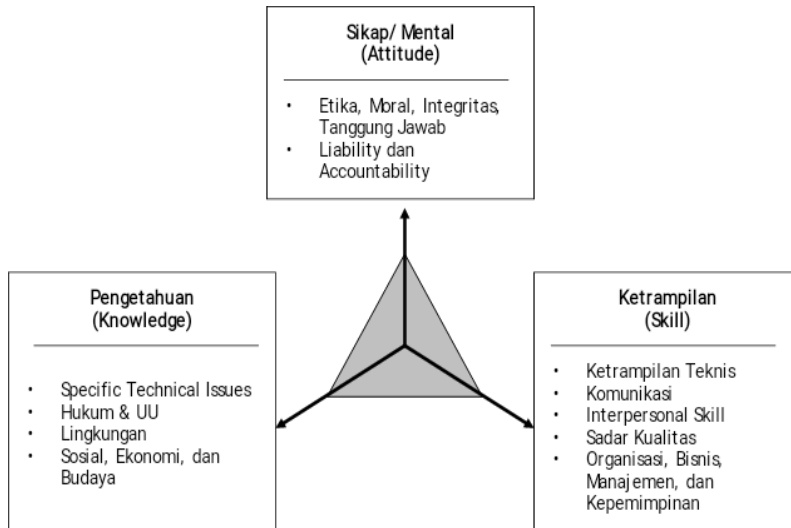 Sikap/ Mental
(Attitude)
• Etika, Moral, Integritas,
Tanggung Jawab
• Liability dan
Accountability
Pengetahuan
(Knowledge)
• Specific Technical Issues
• Hukum & UU
• Lingkungan
• Sosial, Ekonomi, dan
Budaya
Ketrampilan
(Skill)
• Ketrampilan Teknis
• Komunikasi
• Interpersonal Skill
• Sadar Kualitas
• Organisasi, Bisnis,
Manajemen, dan
Kepemimpinan